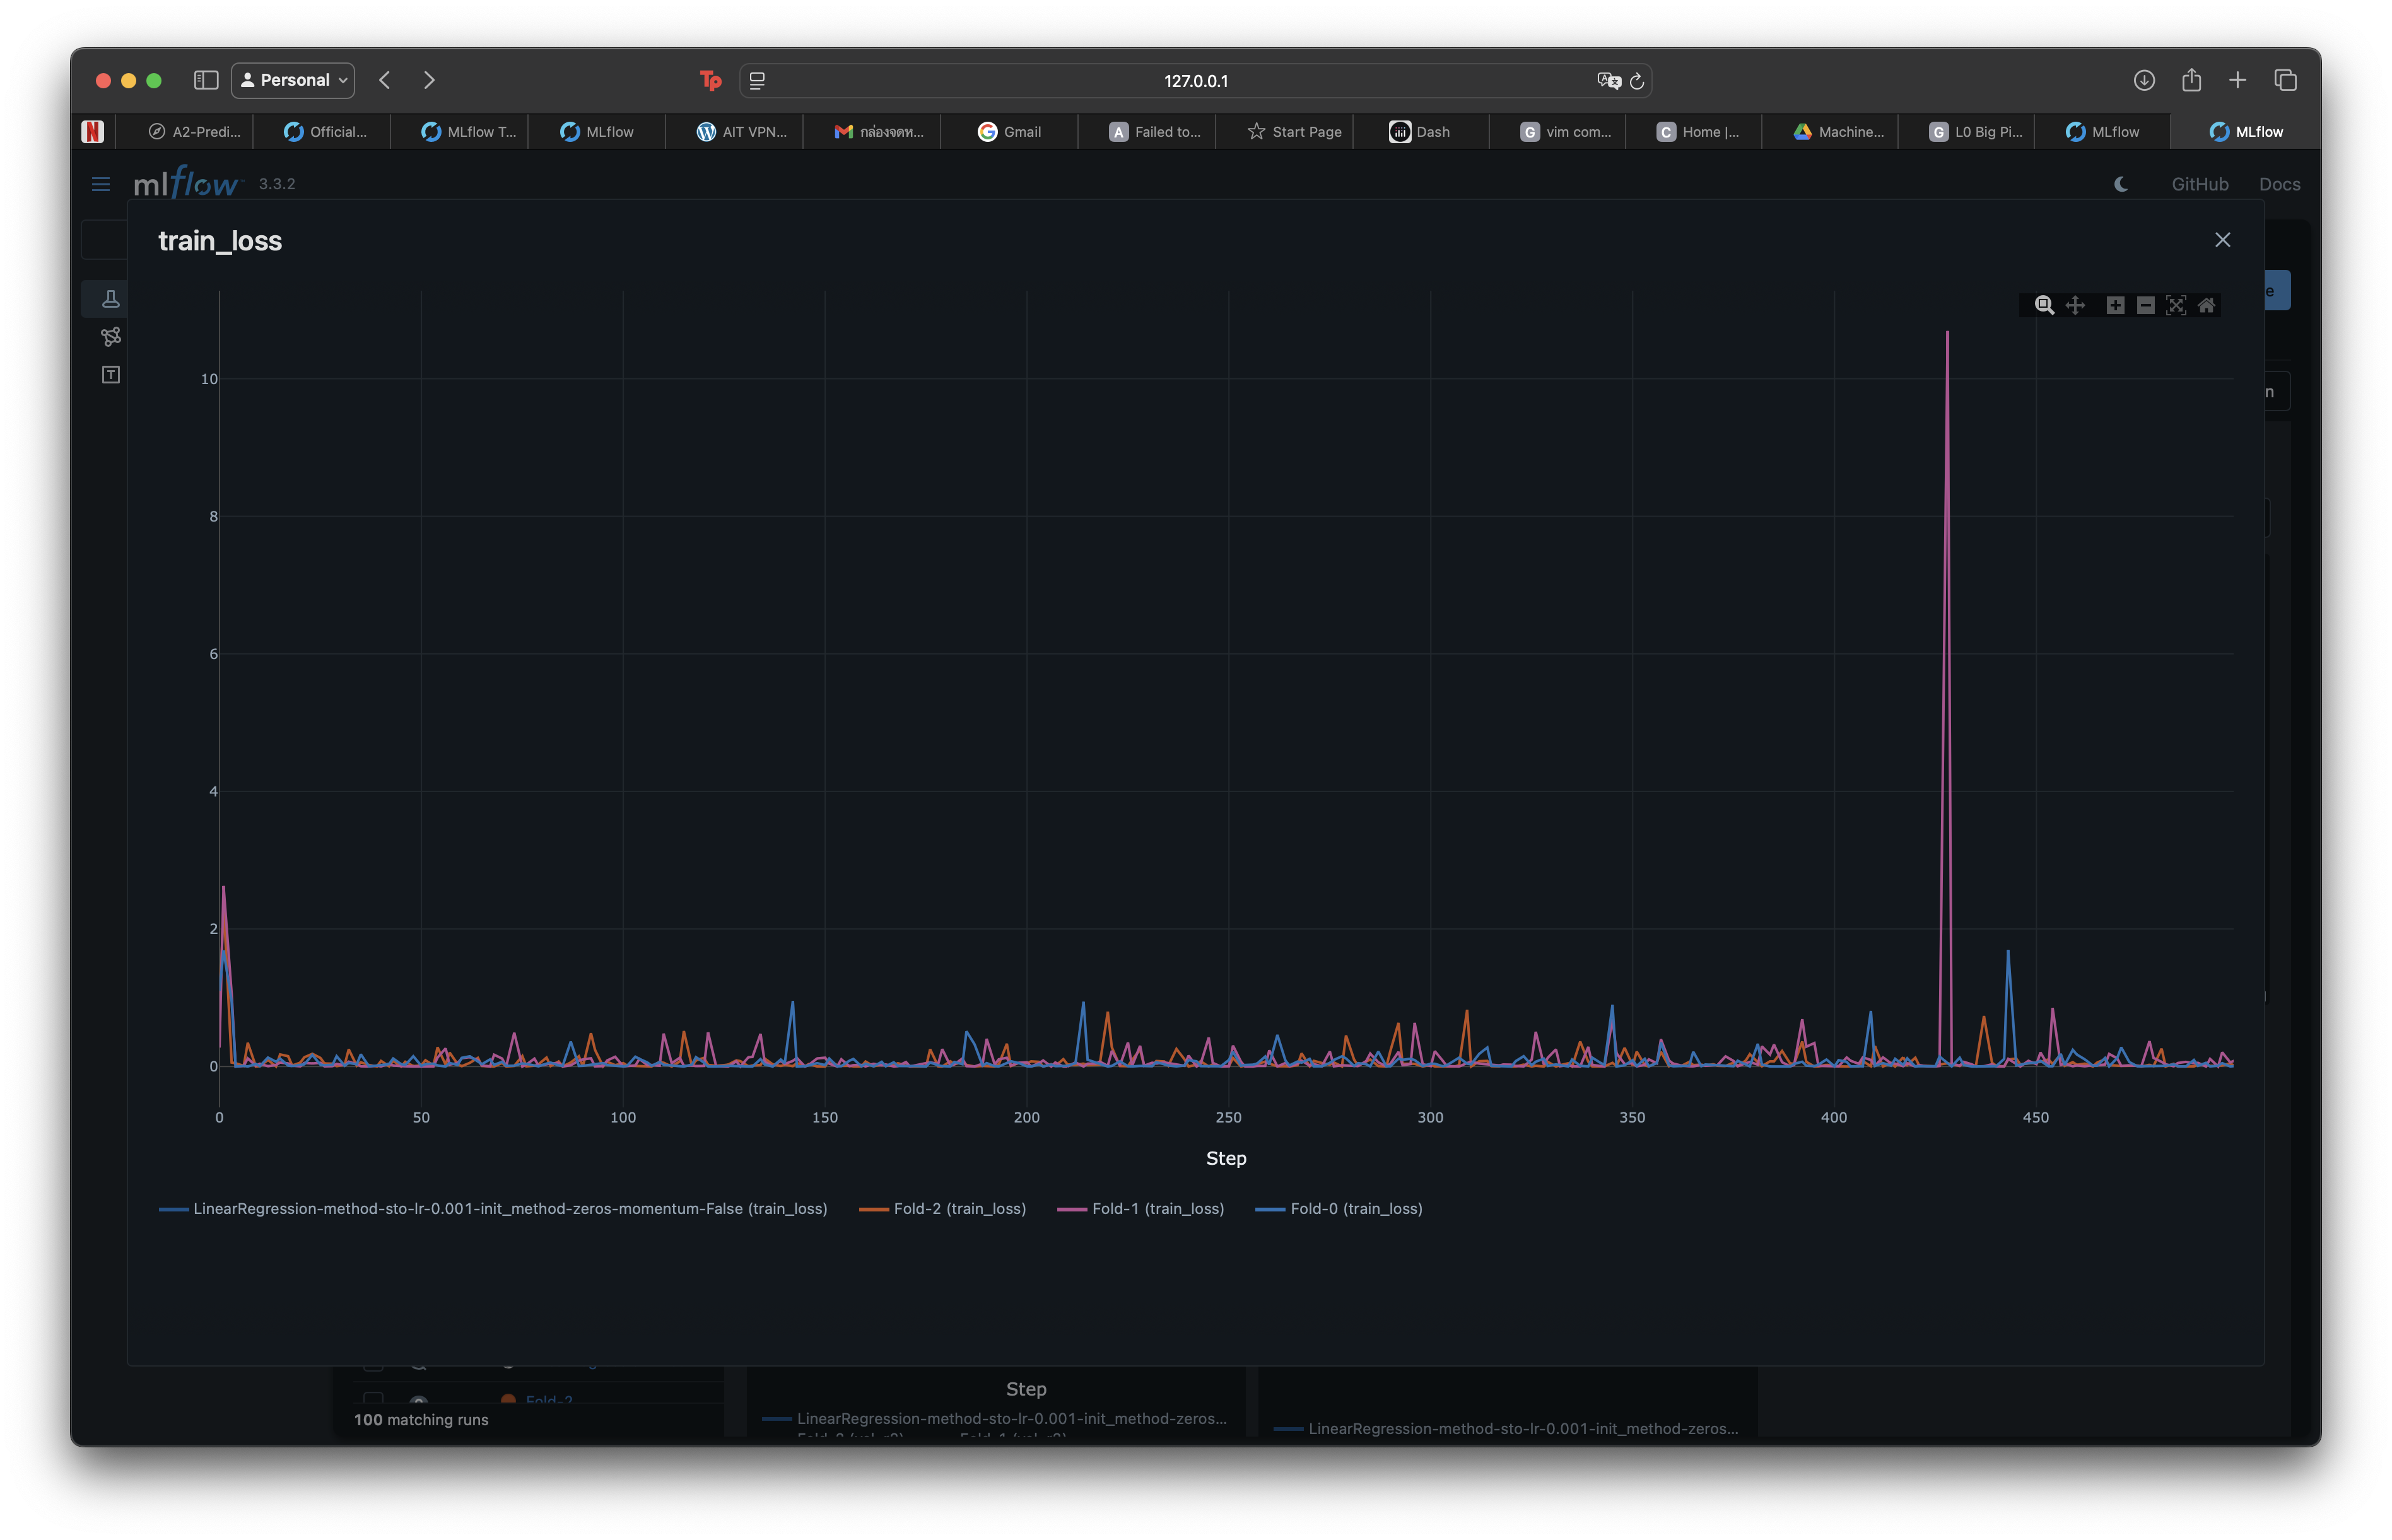 Personal
127.0.0.1
A2-Predi...
Official...
MLflow T...
MLflow
AIT VPN...
กล่องจดห...
Gmail
A Failed to...
Start Page
Dash
G vim com...
C Home |...
Machine...
G L0 Big Pi...
MLflow
MLflow
mlflow 3.3.2
GitHub Docs
train_loss
10
8
6
4
2
0
0 50 100 150 200 250 300 350 400 450
Step
LinearRegression-method-sto-lr-0.001-init_method-zeros-momentum-False (train_loss) Fold-2 (train_loss) Fold-1 (train_loss) Fold-0 (train_loss)
Step
Fold-2
100 matching runs
LinearRegression-method-sto-lr-0.001-init_method-zeros...
LinearRegression-method-sto-lr-0.001-init_method-zeros...